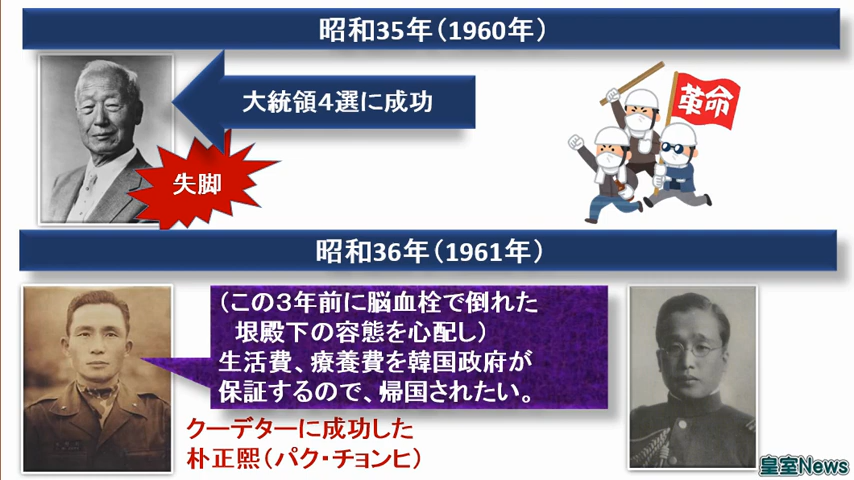 昭和35年（1960年）
大統領４選に成功
革命
失脚
昭和36年（1961年）
（この３年前に脳血栓で倒れた
垠殿下の容態を心配し）
生活費、療養費を韓国政府が
保証するので、帰国されたい。
クーデターに成功した
朴正熙（パク・チョンヒ）
皇室News